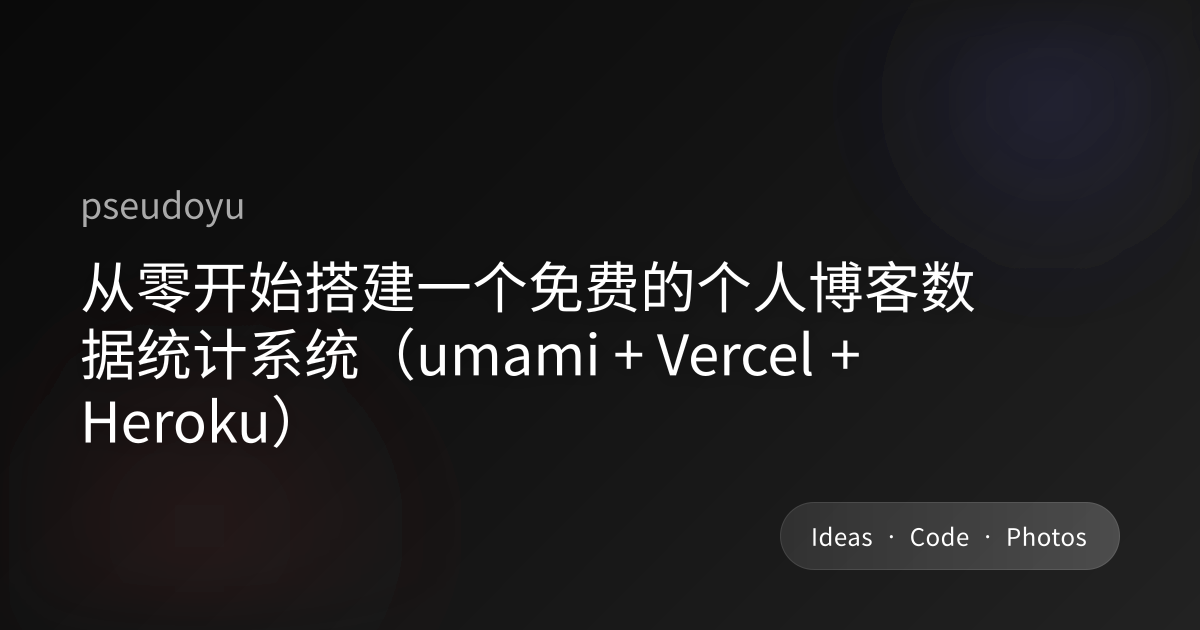 pseudoyu
从零开始搭建一个免费的个人博客数
据统计系统（umami + Vercel +
Heroku）
Ideas · Code · Photos